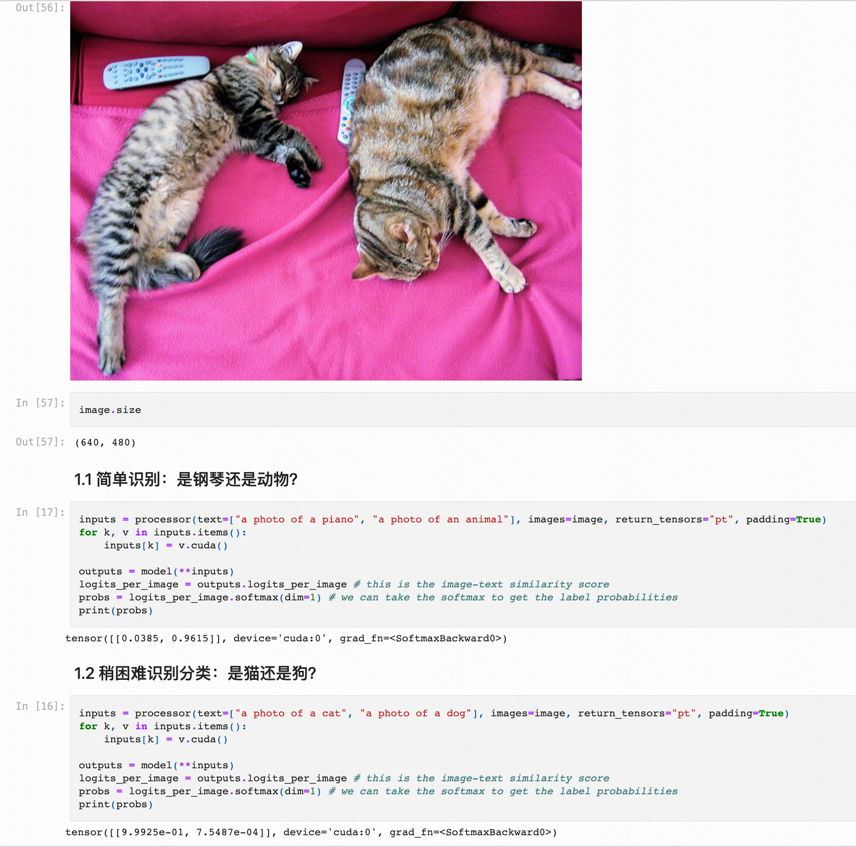 Out[56]:
In [57]:
image.size
Out[57]: (640, 480)
1.1 简单识别：是钢琴还是动物?
In [17]:
inputs = processor(text=["a photo of a piano", "a photo of an animal"], images=image, return_tensors="pt", padding=True)
for k, v in inputs.items():
    inputs[k] = v.cuda()
outputs = model(**inputs)
logits_per_image = outputs.logits_per_image # this is the image-text similarity score
probs = logits_per_image.softmax(dim=1) # we can take the softmax to get the label probabilities
print(probs)
tensor([[0.0385, 0.9615]], device='cuda:0', grad_fn=<SoftmaxBackward0>)
1.2 稍困难识别分类：是猫还是狗?
In [16]:
inputs = processor(text=["a photo of a cat", "a photo of a dog"], images=image, return_tensors="pt", padding=True)
for k, v in inputs.items():
    inputs[k] = v.cuda()
outputs = model(**inputs)
logits_per_image = outputs.logits_per_image # this is the image-text similarity score
probs = logits_per_image.softmax(dim=1) # we can take the softmax to get the label probabilities
print(probs)
tensor([[9.9925e-01, 7.5487e-04]], device='cuda:0', grad_fn=<SoftmaxBackward0>)